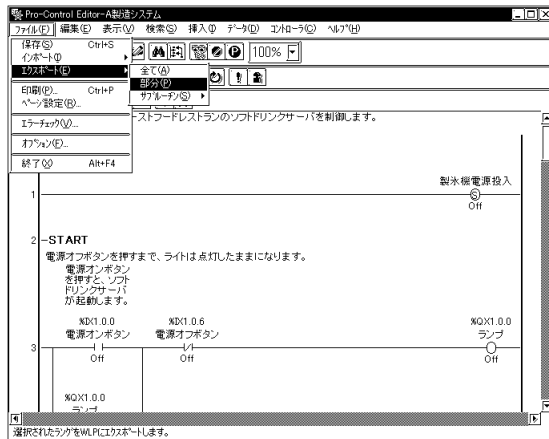 Pro-Control Editor-A製造システム
ファイル(F) 編集(E) 表示(V) 検索(S) 挿入(I) データ(D) コントローラ(C) ヘルプ(H)
保存(S) Ctrl+S
インポート(I)
エクスポート(E)
全て(A)
部分(P)
サブルーチン(S)
印刷(P)... Ctrl+P
ページ設定(R)...
エラーチェック(V)...
オプション(F)...
終了(X) Alt+F4
100%
ーストフードレストランのソフトドリンクサーバを制御します。
製氷機電源投入
1
S
Off
2 -START
電源オフボタンを押すまで、ライトは点灯したままになります。
電源オンボタン
を押すと、ソフト
ドリンクサーバ
が起動します。
%IX1.0.0 %IX1.0.6 %QX1.0.0
電源オンボタン 電源オフボタン ランプ
3
Off Off Off
%QX1.0.0
ランプ
選択されたラングをWLPにエクスポートします。